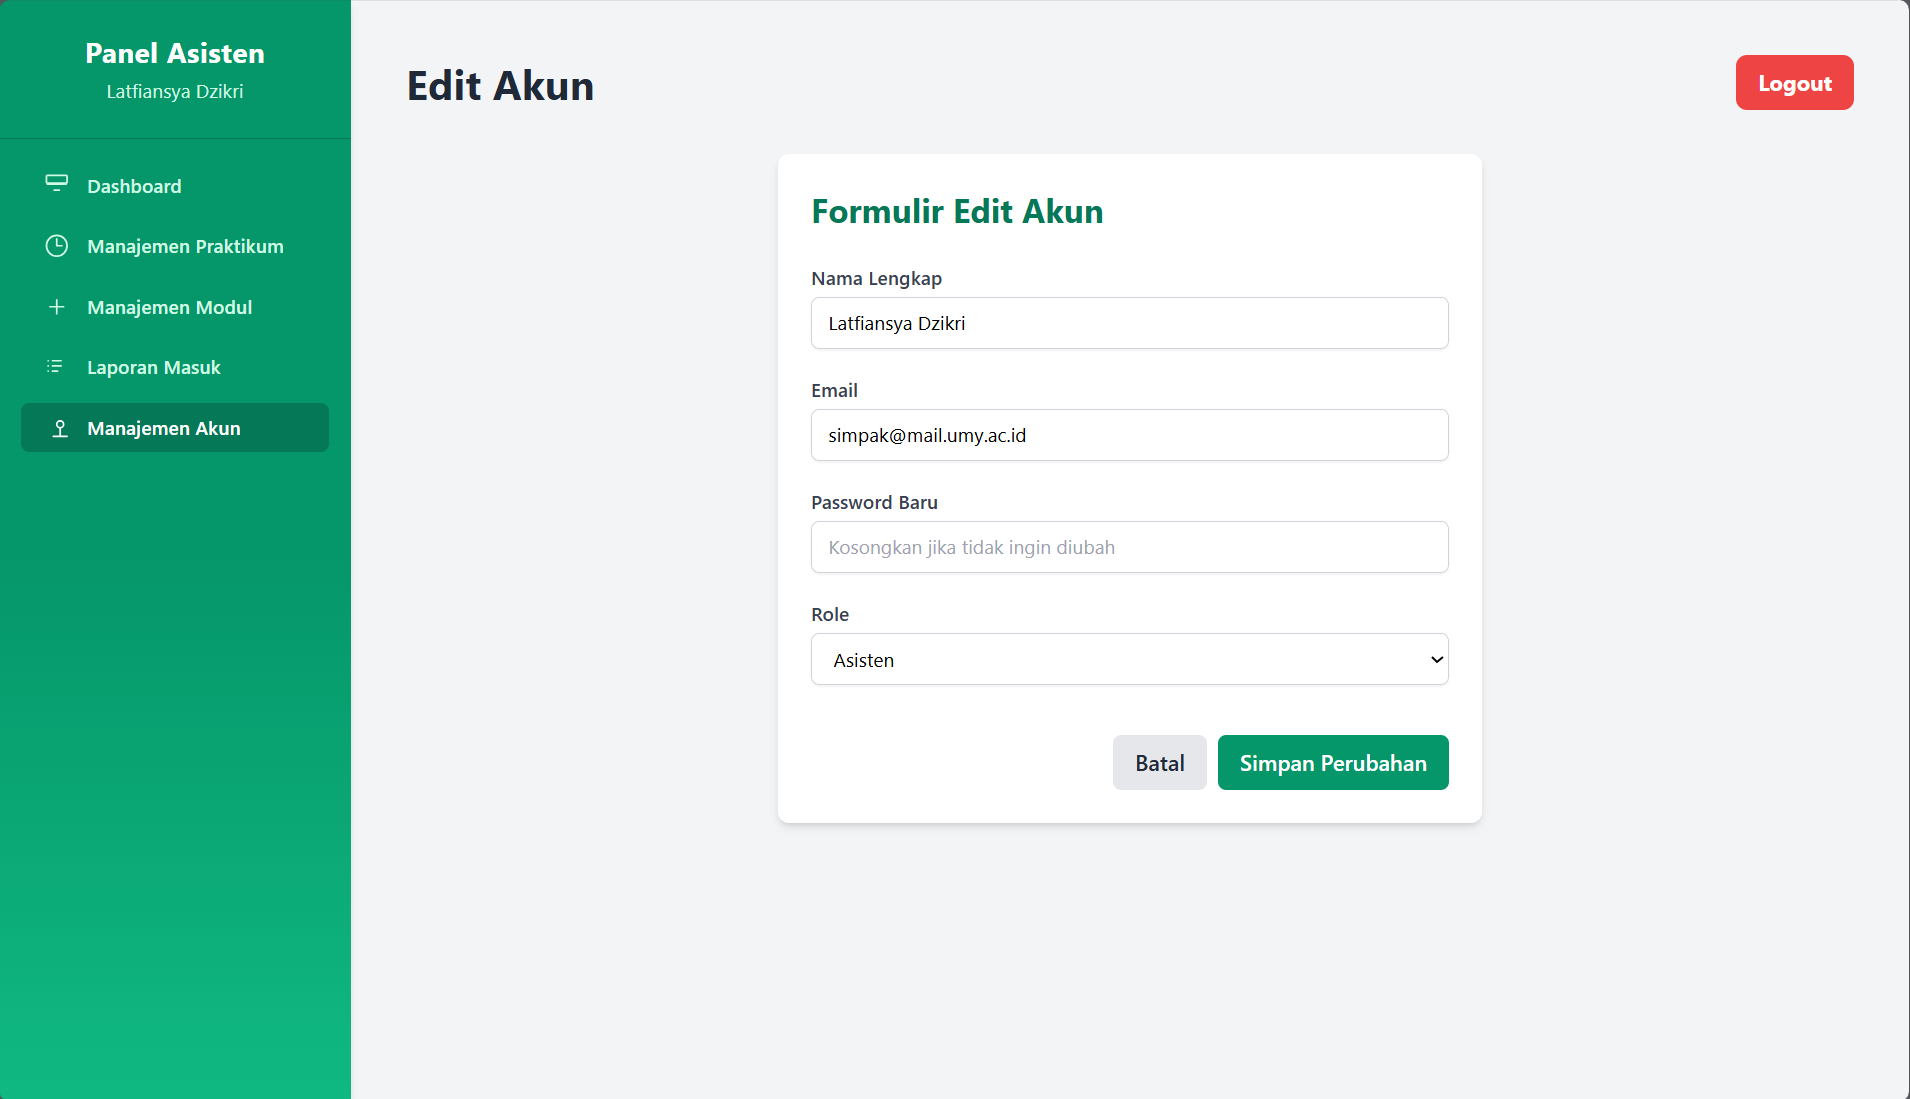 Panel Asisten
Latfiansya Dzikri
Dashboard
Manajemen Praktikum
Manajemen Modul
Laporan Masuk
Manajemen Akun
Edit Akun
Logout
Formulir Edit Akun
Nama Lengkap
Latfiansya Dzikri
Email
simpak@mail.umy.ac.id
Password Baru
Kosongkan jika tidak ingin diubah
Role
Asisten
Batal
Simpan Perubahan